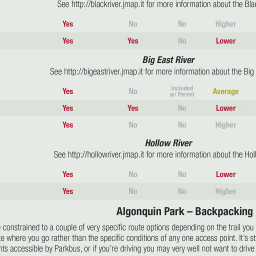 See http://blackriver.jmap.it for more information about the Blac
Yes No No Higher
Yes Yes No Lower
Big East River
See http://bigeastriver.jmap.it for more information about the Big
Yes No Included w/ Permit Average
Yes Yes No Lower
Yes No No Higher
Hollow River
See http://hollowriver.jmap.it for more information about the Holl
Yes No No Lower
Yes No No Higher
Algonquin Park – Backpacking
constrained to a couple of very specific route options depending on the trail you
te where you go rather than the specific conditions of any one access point. It's st
nts accessible by Parkbus, or if you're driving you may very well not want to drive